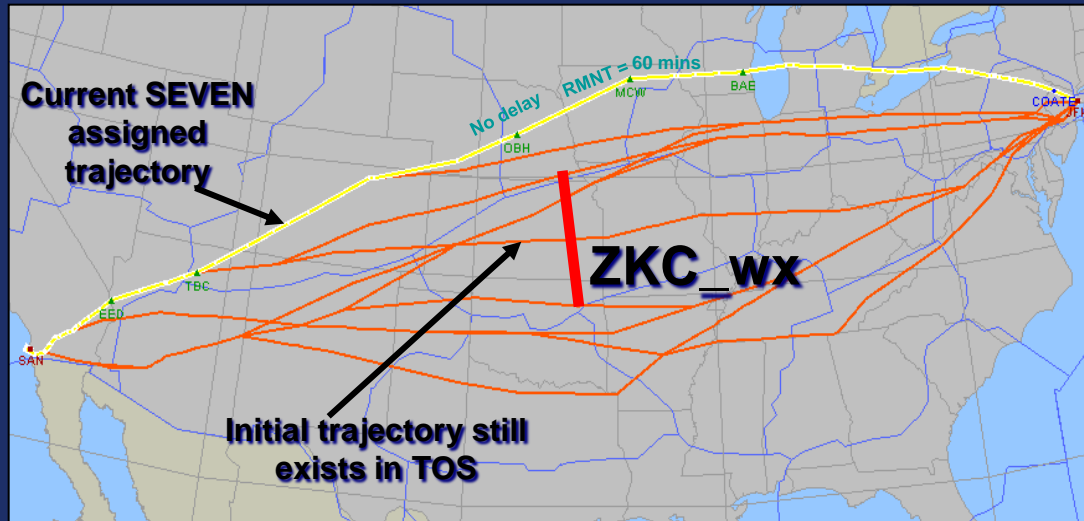 Current SEVEN
assigned
trajectory
No delay RMNT = 60 mins
MCW
BAE
COATE
JFK
OBH
TBC
EED
SAN
ZKC_wx
Initial trajectory still
exists in TOS